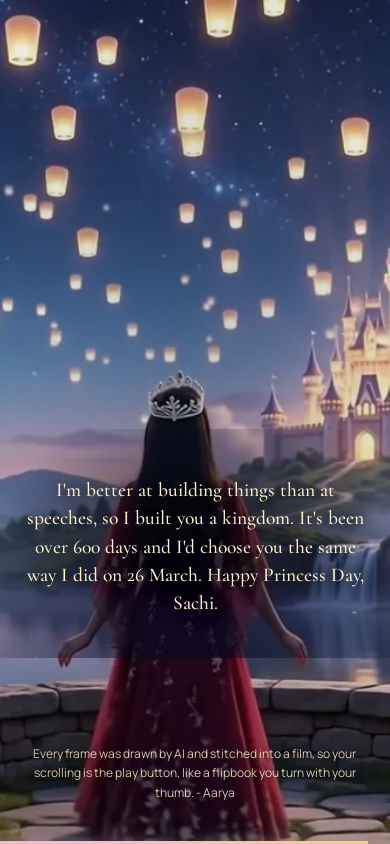 I'm better at building things than at
speeches, so I built you a kingdom. It's been
over 600 days and I'd choose you the same
way I did on 26 March. Happy Princess Day,
Sachi.
Every frame was drawn by AI and stitched into a film, so your
scrolling is the play button, like a flipbook you turn with your
thumb. - Aarya